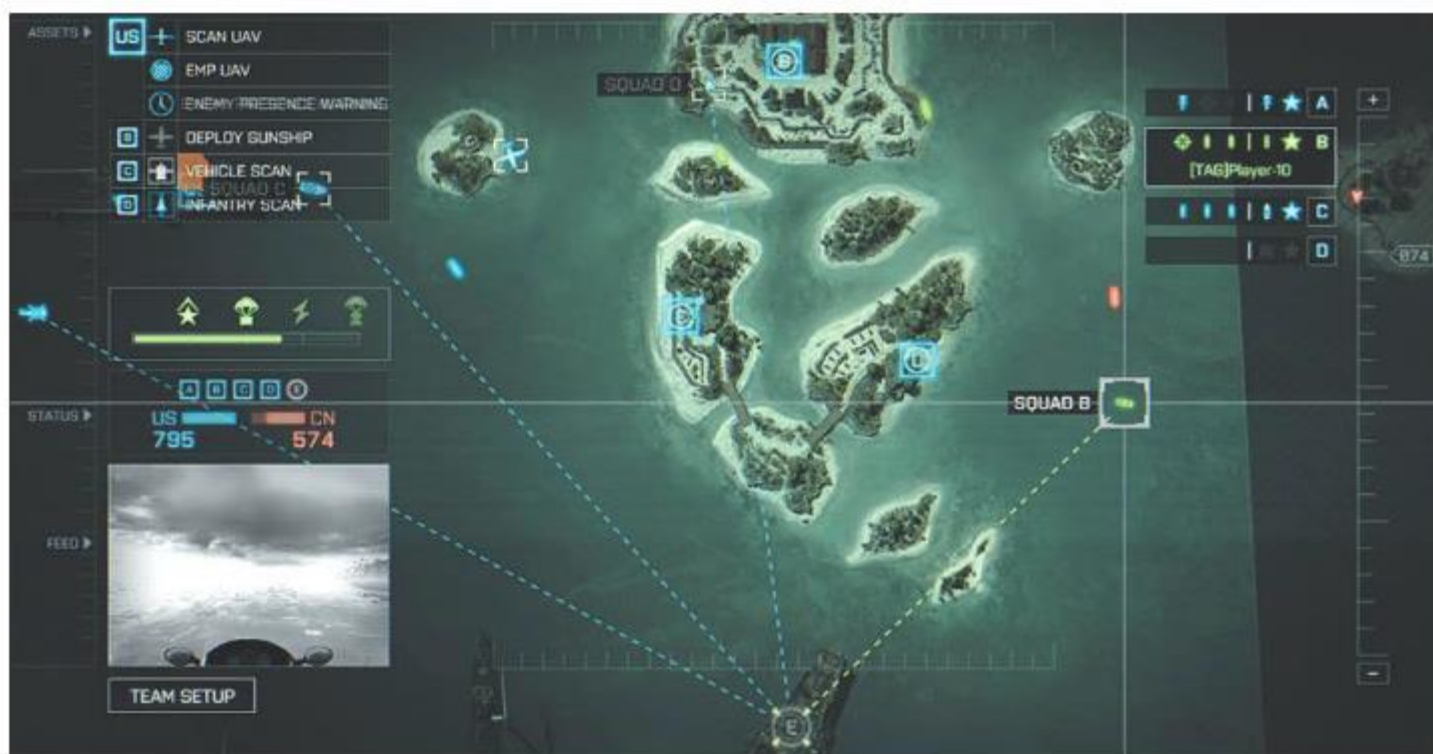 ASSETS
US
SCAN UAV
EMP UAV
ENEMY PRESENCE WARNING
B
DEPLOY GUNSHIP
C
VEHICLE SCAN
SQUAD C
D
INFANTRY SCAN
A B C D E
STATUS
US
CN
795
574
FEED
TEAM SETUP
SQUAD D
B
SQUAD B
E
A
B
[TAG]Player-10
C
D
+
074
-